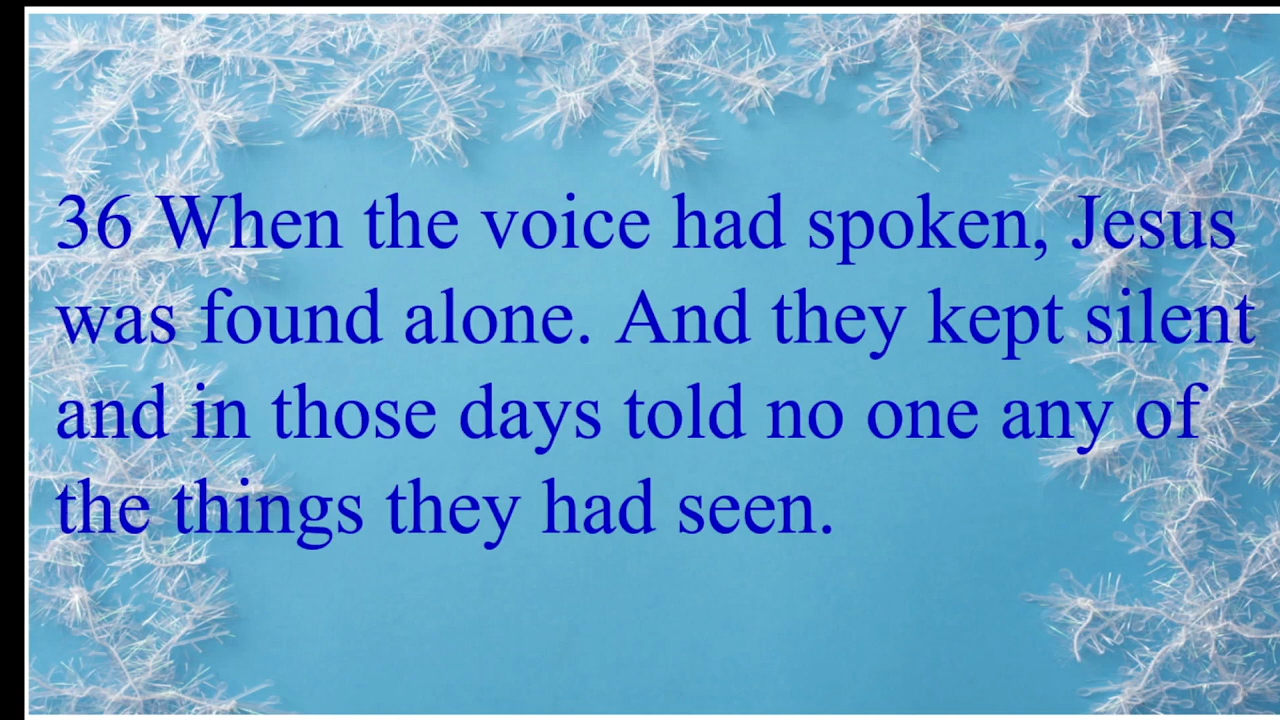 36 When the voice had spoken, Jesus
was found alone. And they kept silent
and in those days told no one any of
the things they had seen.